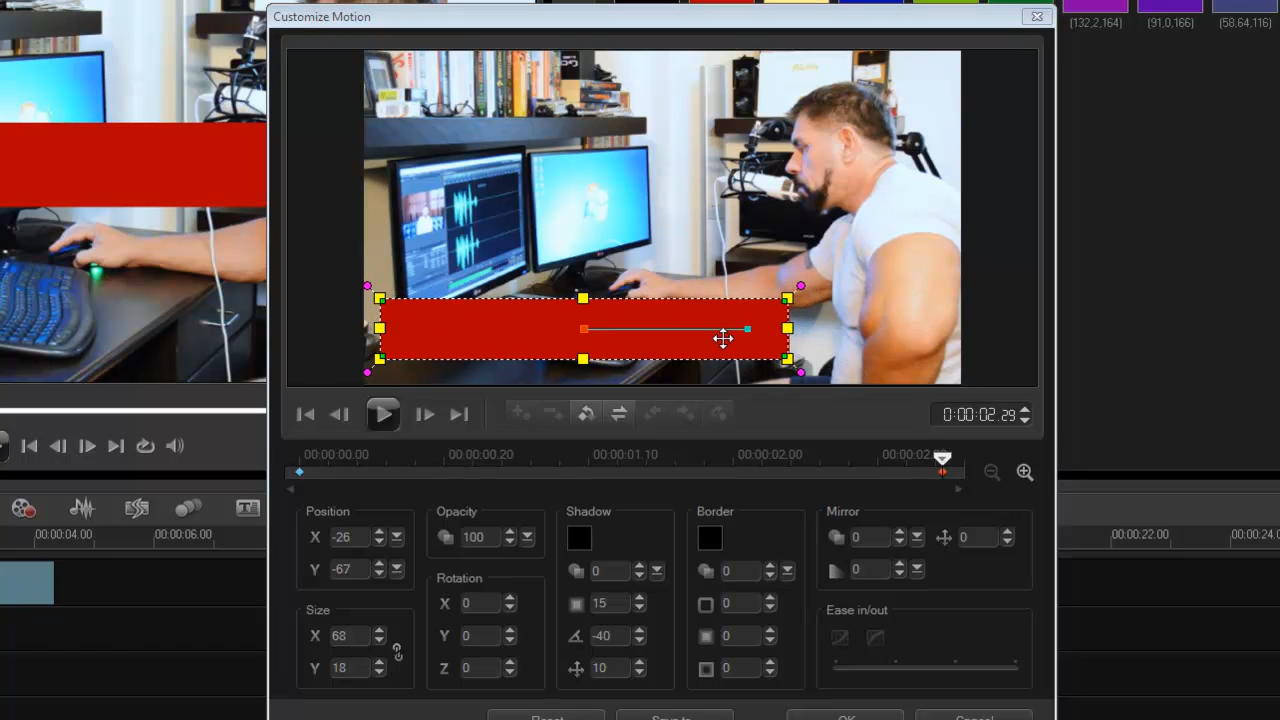 Customize Motion
(132,2,164) (91,0,166) (58,64,116)
0:00:02.29
00:00:00.00 00:00:00.20 00:00:01.10 00:00:02.00
Position Opacity Shadow Border Mirror
X -26 100 0 0
Y -67 0 0 0
Rotation
X 0 15 0
Size Ease in/out
X 68 Y 0 -40 0
Y 18 Z 0 10 0
00:00:04.00 00:00:06.00 00:00:22.00 00:00:24.00
OK